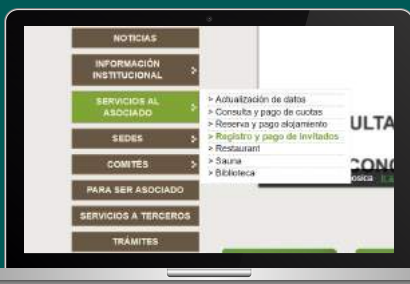 NOTICIAS
INFORMACIÓN
INSTITUCIONAL >
SERVICIOS AL
ASOCIADO >
> Actualización de datos
> Consulta y pago de cuotas
> Reserva y pago alojamiento
> Registro y pago de invitados
> Restaurant
> Sauna
> Biblioteca
SEDES >
COMITÉS >
PARA SER ASOCIADO
SERVICIOS A TERCEROS
TRÁMITES
ULTA
CONC
osica